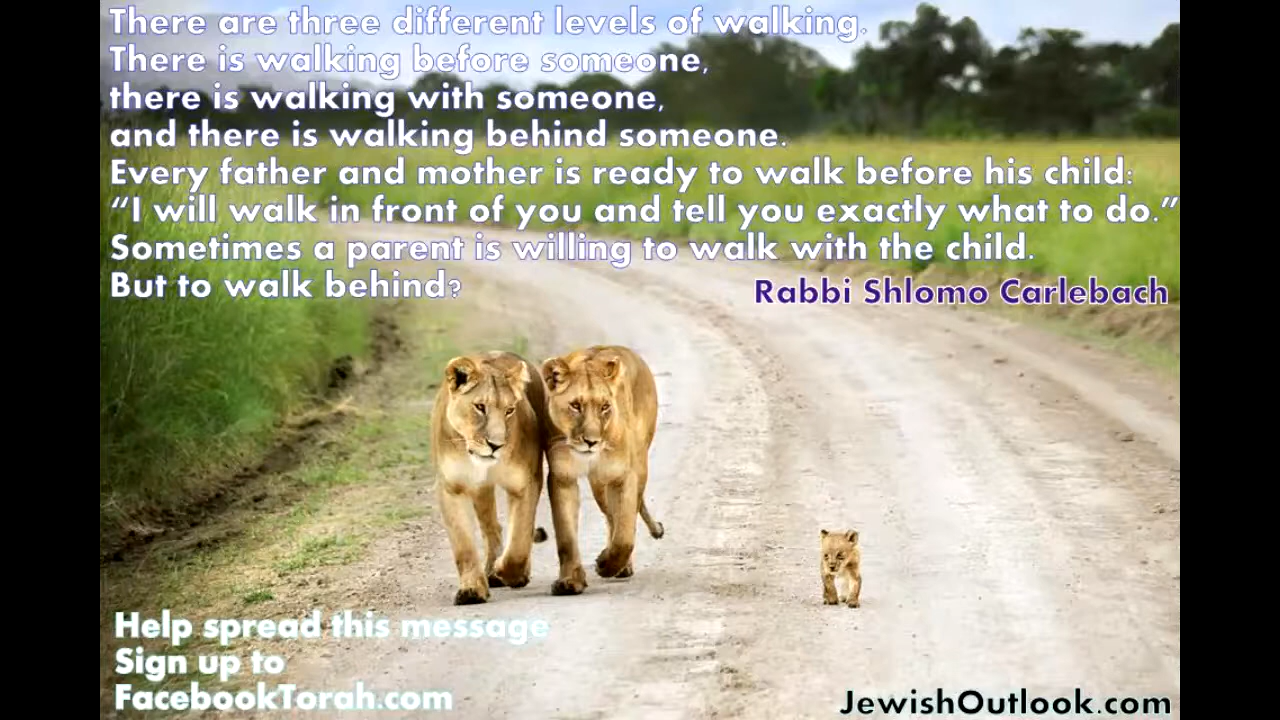 There are three different levels of walking.
There is walking before someone,
there is walking with someone,
and there is walking behind someone.
Every father and mother is ready to walk before his child:
“I will walk in front of you and tell you exactly what to do.”
Sometimes a parent is willing to walk with the child.
But to walk behind?
Rabbi Shlomo Carlebach
Help spread this message
Sign up to
FacebookTorah.com
JewishOutlook.com